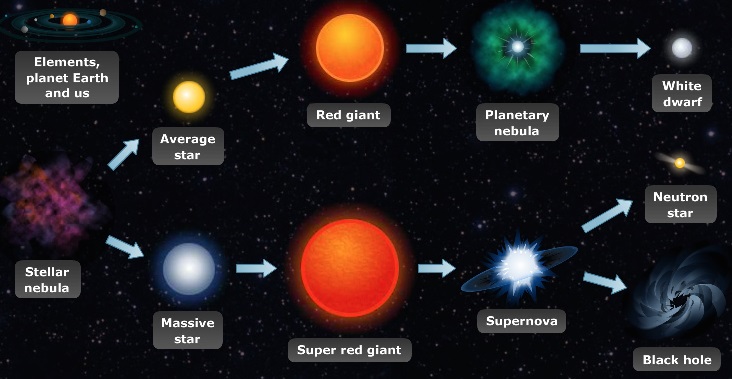 Elements,
planet Earth
and us
Average
star
Red giant
Planetary
nebula
White
dwarf
Stellar
nebula
Massive
star
Super red giant
Supernova
Neutron
star
Black hole